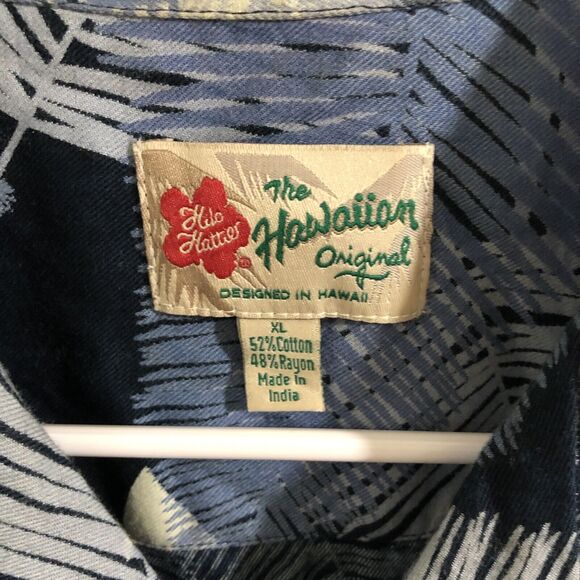 Hilo
Hattie's
®
The
Hawaiian
Original
DESIGNED IN HAWAII
XL
52% Cotton
48% Rayon
Made In
India